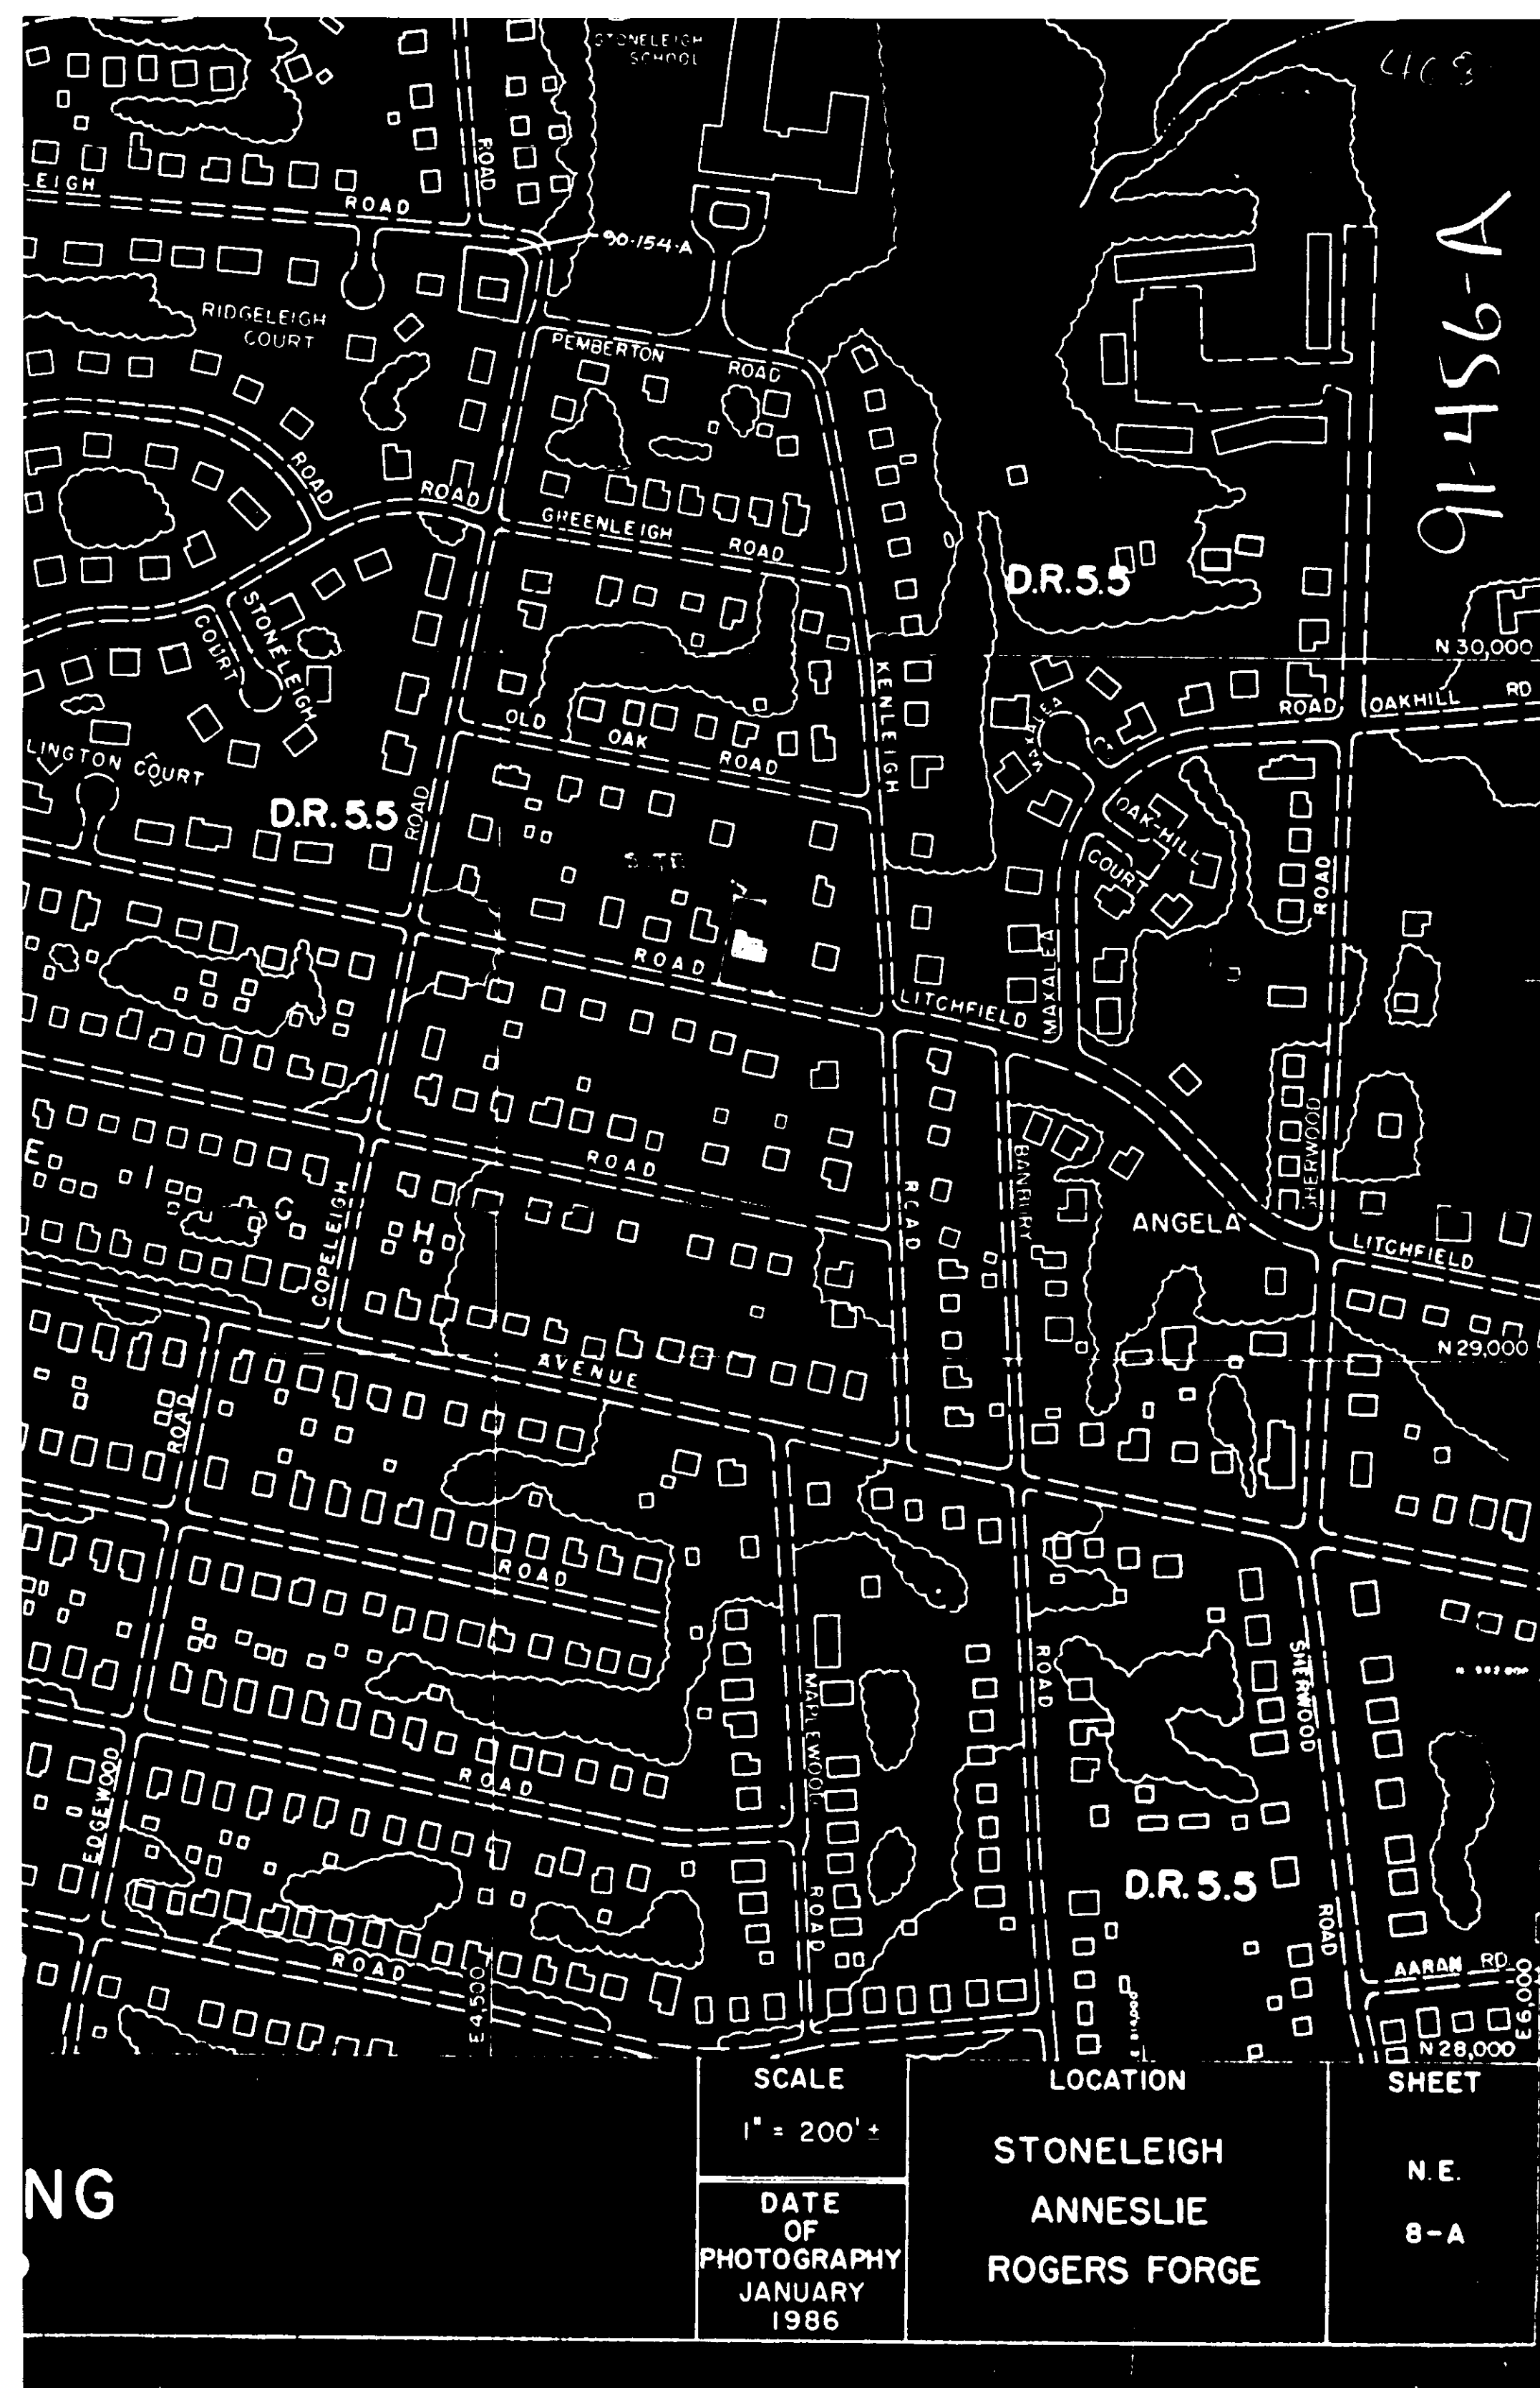 STONELEIGH
SCHOOL
468
91-456-A
ROAD
LEIGH
ROAD
90-154-A
RIDGELEIGH
COURT
PEMBERTON
ROAD
ROAD
ROAD
GREENLEIGH
ROAD
D.R. 5.5
STONELEIGH
COURT
N 30,000
KENLEIGH
OLD
OAK
ROAD
MAXALEA
CT
ROAD
OAKHILL
RD
LINGTON COURT
D.R. 5.5
ROAD
OAK-HILL
COURT
SITE
ROAD
ROAD
LITCHFIELD
MAXALEA
SHERWOOD
ROAD
E
I
G
H
COPELEIGH
ROAD
BANBURY
ANGELA
LITCHFIELD
N 29,000
AVENUE
ROAD
ROAD
ROAD
SHERWOOD
MAPLEWOOD
ROAD
EDGEWOOD
D.R. 5.5
ROAD
ROAD
ROAD
E 4,500
AARAN RD
E 6,000
N 28,000
NG
SCALE
1" = 200' ±
DATE
OF
PHOTOGRAPHY
JANUARY
1986
LOCATION
STONELEIGH
ANNESLIE
ROGERS FORGE
SHEET
N.E.
8-A